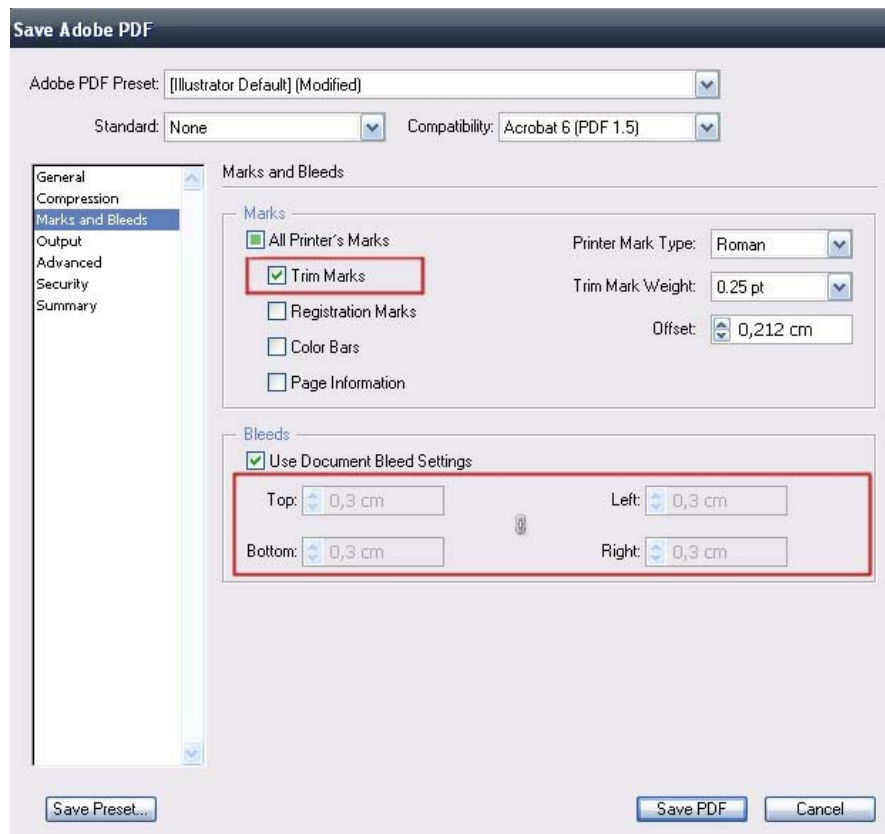 Save Adobe PDF
Adobe PDF Preset: [Illustrator Default] (Modified)
Standard: None Compatibility: Acrobat 6 (PDF 1.5)
General
Compression
Marks and Bleeds
Output
Advanced
Security
Summary
Marks and Bleeds
Marks
All Printer's Marks
Trim Marks
Registration Marks
Color Bars
Page Information
Printer Mark Type: Roman
Trim Mark Weight: 0.25 pt
Offset: 0,212 cm
Bleeds
Use Document Bleed Settings
Top: 0,3 cm Left: 0,3 cm
Bottom: 0,3 cm Right: 0,3 cm
Save Preset... Save PDF Cancel